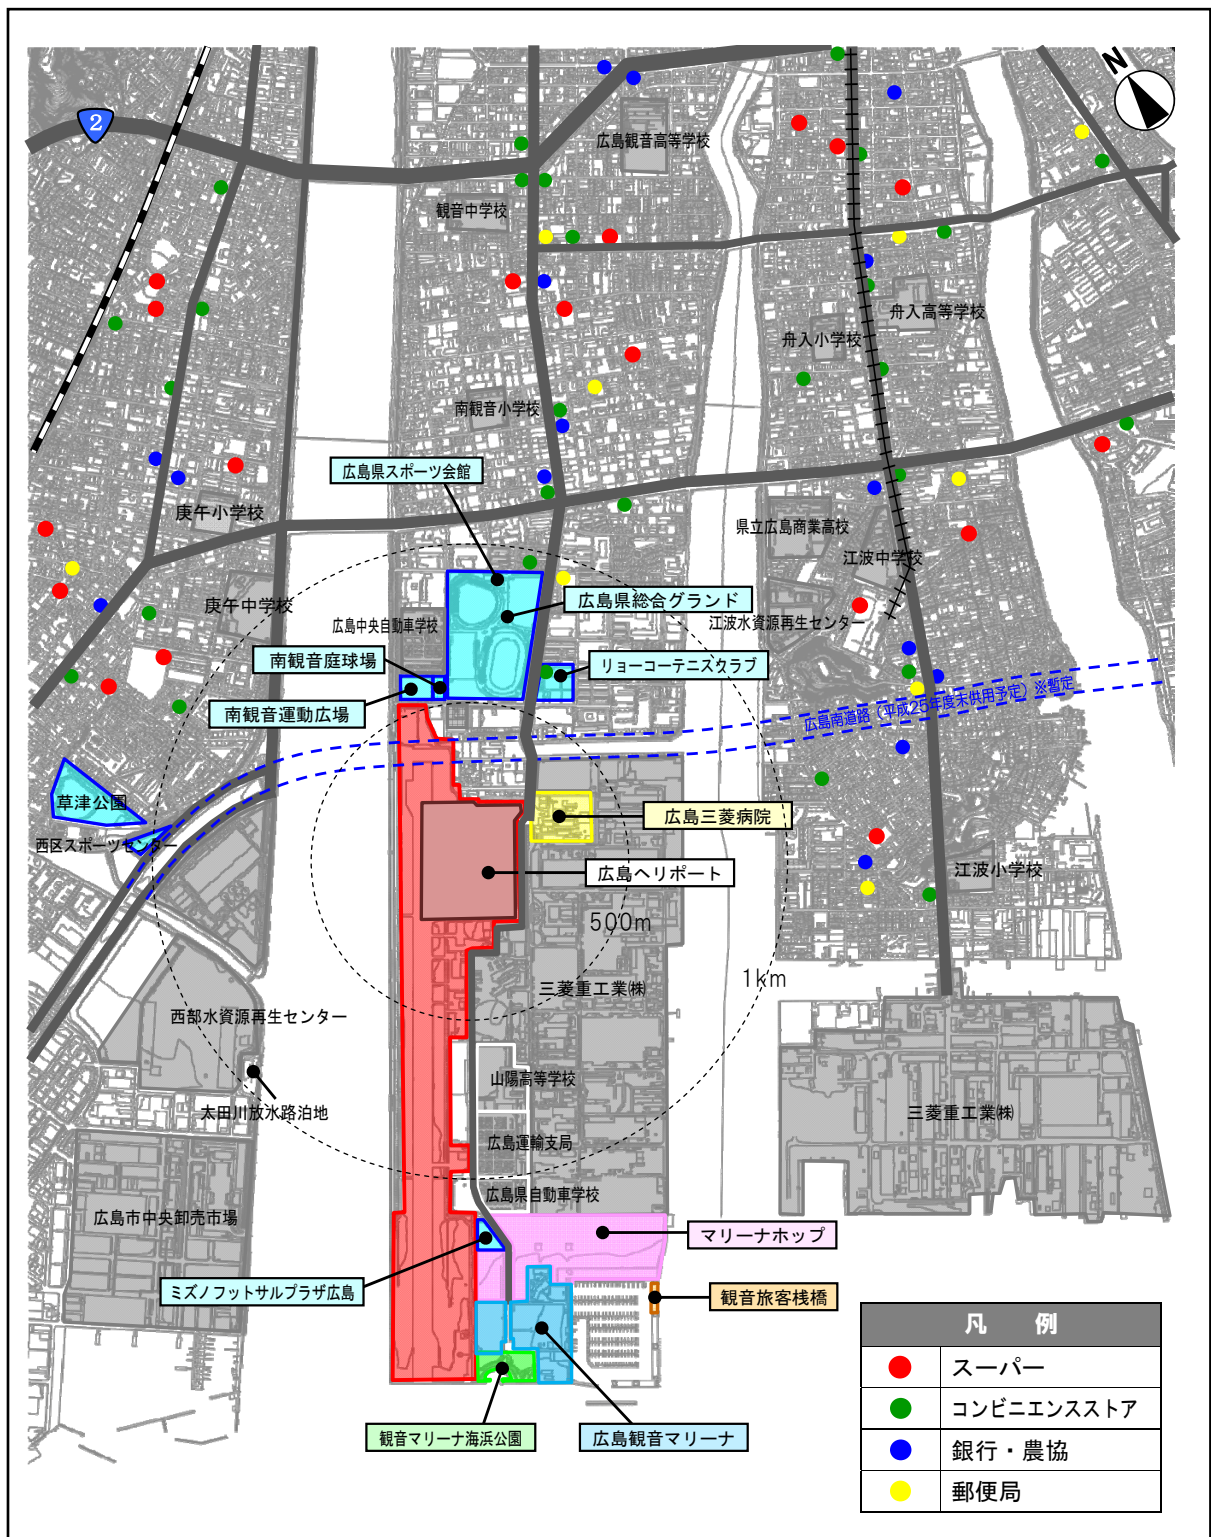 N
2
広島観音高等学校
観音中学校
舟入高等学校
舟入小学校
南観音小学校
広島県スポーツ会館
庚午小学校
県立広島商業高校
江波中学校
広島県総合グランド
庚午中学校
広島中央自動車学校
江波水資源再生センター
南観音庭球場
リョーコーテニスクラブ
南観音運動広場
広島南道路（平成25年度末供用予定）※暫定
草津公園
広島三菱病院
西区スポーツセンター
広島ヘリポート
江波小学校
500m
1km
三菱重工業㈱
西部水資源再生センター
山陽高等学校
太田川放水路泊地
三菱重工業㈱
広島運輸支局
広島県自動車学校
広島市中央卸売市場
マリーナホップ
ミズノフットサルプラザ広島
観音旅客桟橋
観音マリーナ海浜公園
広島観音マリーナ
凡 例
スーパー
コンビニエンスストア
銀行・農協
郵便局